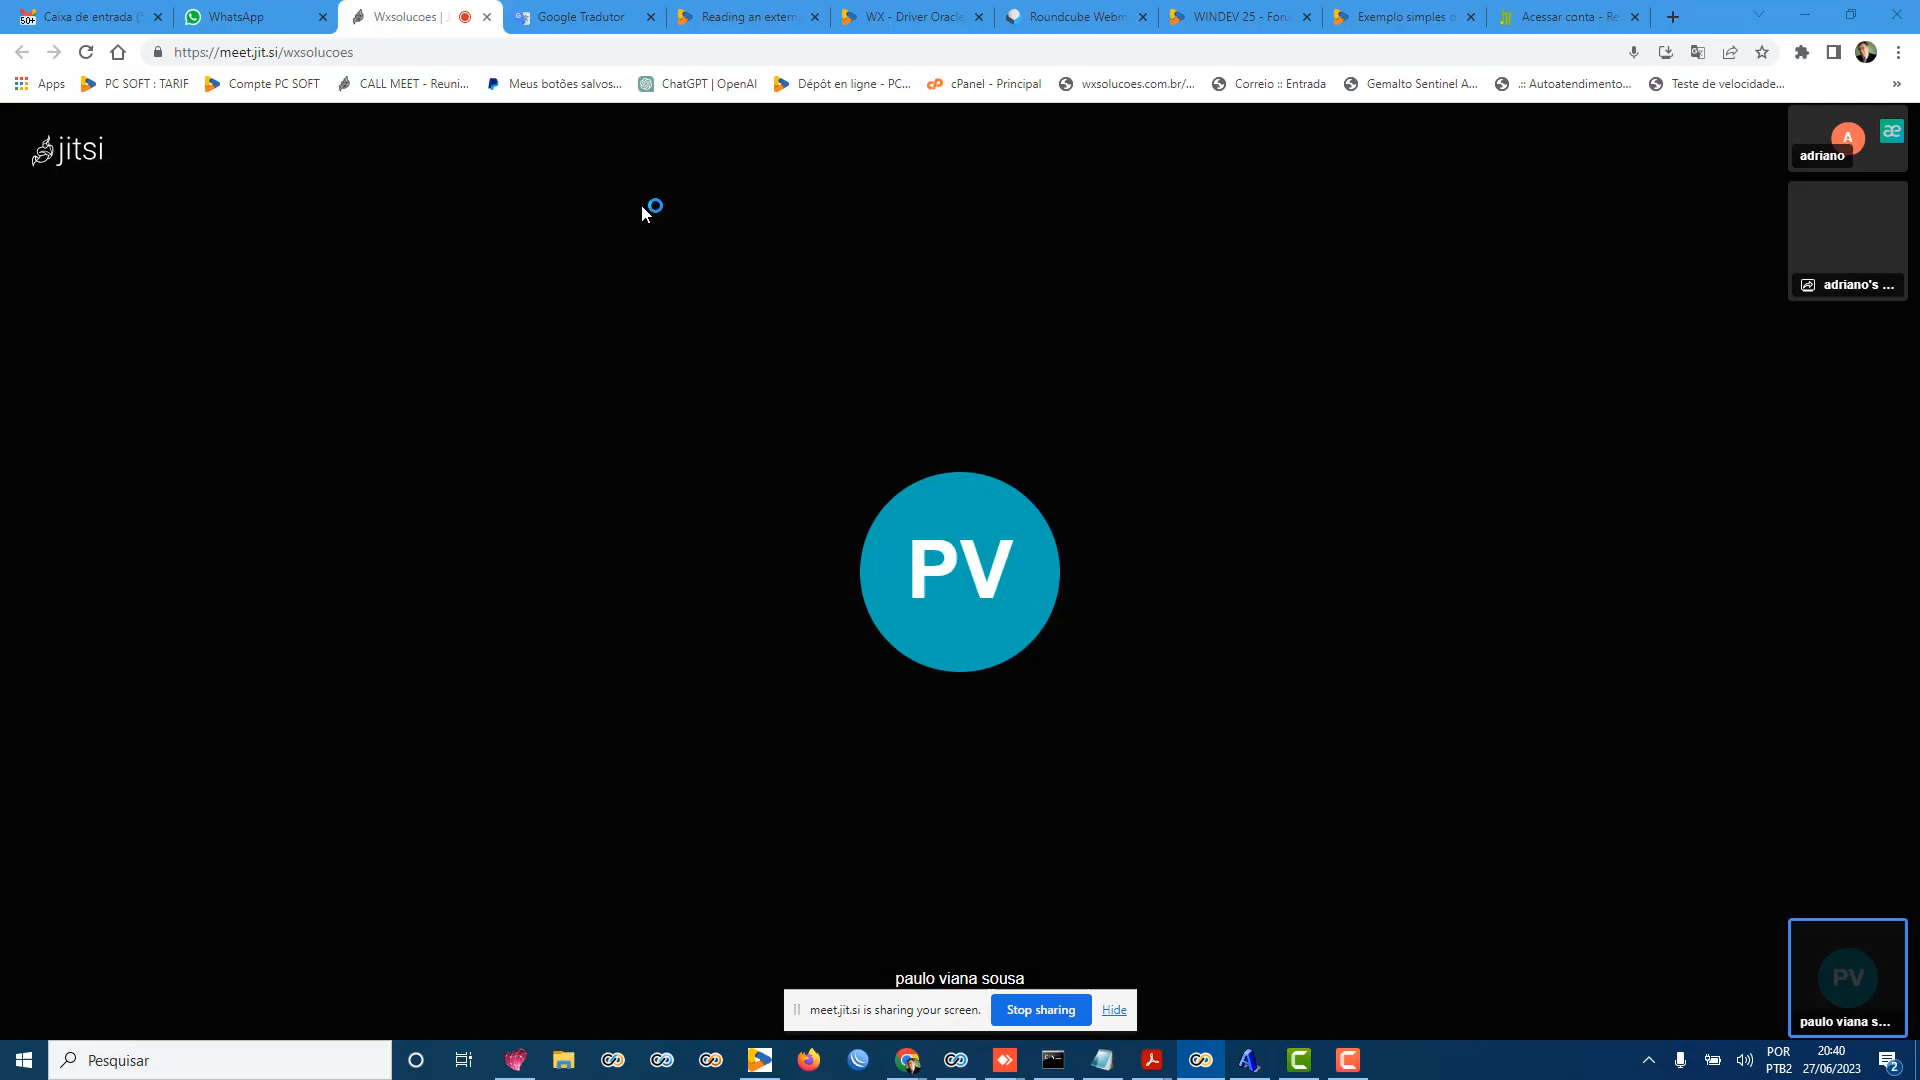 50+ Caixa de entrada (
WhatsApp
Wxsolucoes |
Google Tradutor
Reading an extern
WX - Driver Oracle
Roundcube Webm
WINDEV 25 - Foru
Exemplo simples d
Acessar conta - Re
https://meet.jit.si/wxsolucoes
Apps
PC SOFT : TARIF
Compte PC SOFT
CALL MEET - Reuni...
Meus botões salvos...
ChatGPT | OpenAI
Dépôt en ligne - PC...
cPanel - Principal
wxsolucoes.com.br/...
Correio :: Entrada
Gemalto Sentinel A...
.:: Autoatendimento...
Teste de velocidade...
»
jitsi
A
æ
adriano
adriano's ...
PV
paulo viana sousa
meet.jit.si is sharing your screen.
Stop sharing
Hide
PV
paulo viana s...
Pesquisar
POR
PTB2
20:40
27/06/2023
2